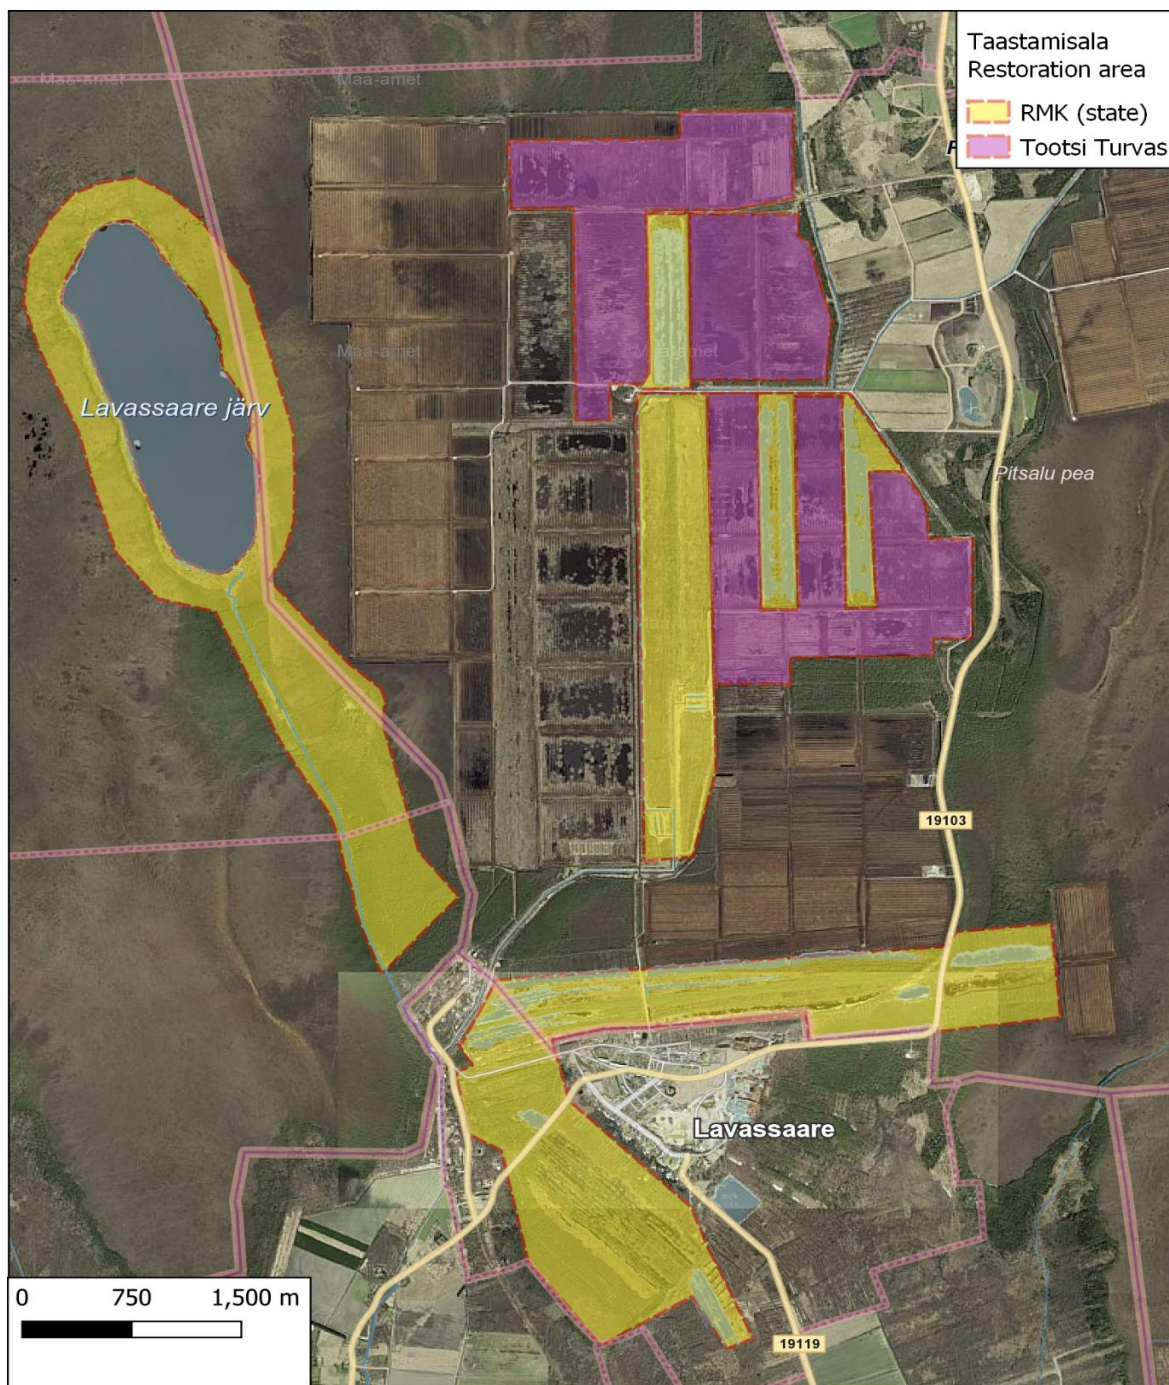 Taastamisala
Restoration area
RMK (state)
Tootsi Turvas
Maa-amet
Maa-amet
Maa-amet
Maa-amet
Lavassaare järv
Pitsalu pea
19103
Lavassaare
0 750 1,500 m
19119